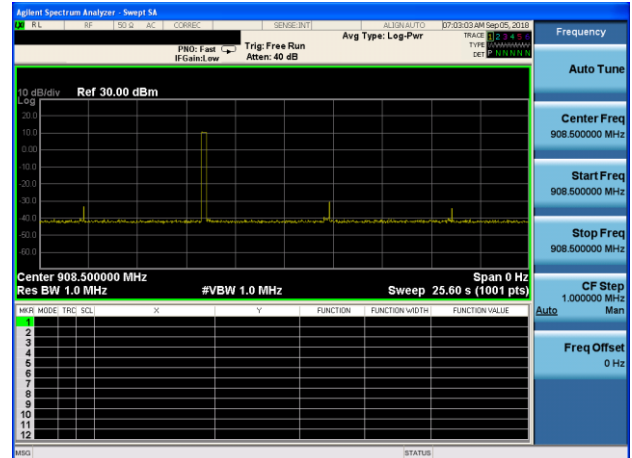 Agilent Spectrum Analyzer - Swept SA
RL RF 50 Ω AC CORREC SENSE:INT ALIGNAUTO 07:03:03 AM Sep 05, 2018
Frequency
Avg Type: Log-Pwr
TRACE 1 2 3 4 5 6
TYPE
DET P N N N N N
PNO: Fast
IFGain:Low
Trig: Free Run
Atten: 40 dB
Auto Tune
10 dB/div Ref 30.00 dBm
Log
20.0
10.0
0.00
-10.0
-20.0
-30.0
-40.0
-50.0
-60.0
Center Freq
908.500000 MHz
Start Freq
908.500000 MHz
Stop Freq
908.500000 MHz
Center 908.500000 MHz Span 0 Hz
Res BW 1.0 MHz #VBW 1.0 MHz Sweep 25.60 s (1001 pts)
CF Step
1.000000 MHz
Auto Man
MKR MODE TRC SCL X Y FUNCTION FUNCTION WIDTH FUNCTION VALUE
1
2
3
4
5
6
7
8
9
10
11
12
Freq Offset
0 Hz
MSG STATUS